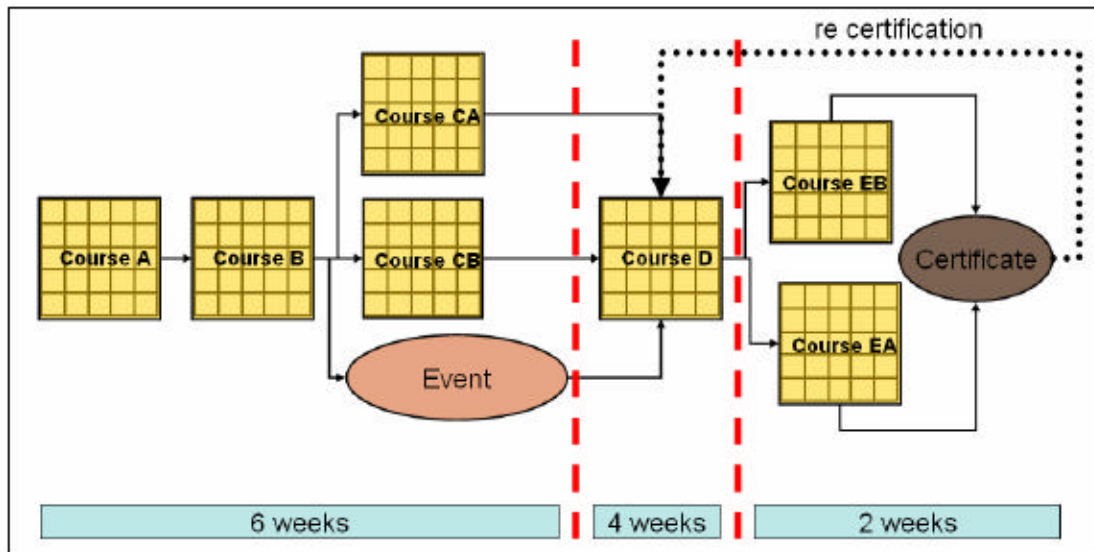 re certification
Course CA
Course EB
Course A
Course B
Course CB
Course D
Certificate
Course EA
Event
6 weeks
4 weeks
2 weeks